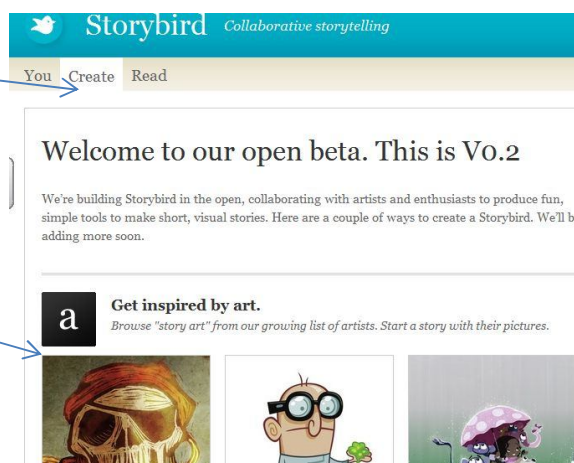 Storybird Collaborative storytelling
You Create Read
Welcome to our open beta. This is V0.2
We're building Storybird in the open, collaborating with artists and enthusiasts to produce fun,
simple tools to make short, visual stories. Here are a couple of ways to create a Storybird. We'll
adding more soon.
a
Get inspired by art.
Browse "story art" from our growing list of artists. Start a story with their pictures.